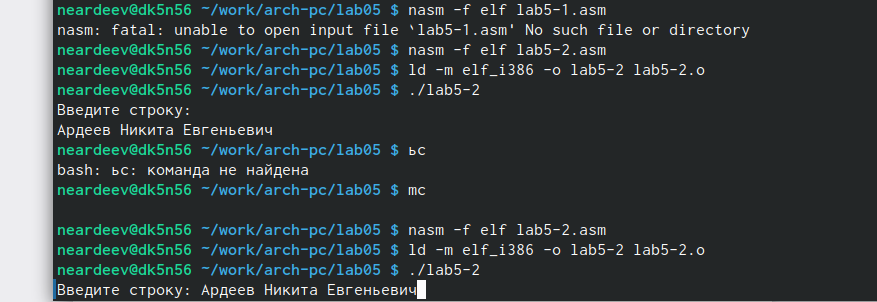 neardeev@dk5n56 ~/work/arch-pc/lab05 $ nasm -f elf lab5-1.asm
nasm: fatal: unable to open input file `lab5-1.asm' No such file or directory
neardeev@dk5n56 ~/work/arch-pc/lab05 $ nasm -f elf lab5-2.asm
neardeev@dk5n56 ~/work/arch-pc/lab05 $ ld -m elf_i386 -o lab5-2 lab5-2.o
neardeev@dk5n56 ~/work/arch-pc/lab05 $ ./lab5-2
Введите строку:
Ардеев Никита Евгеньевич
neardeev@dk5n56 ~/work/arch-pc/lab05 $ ьс
bash: ьс: команда не найдена
neardeev@dk5n56 ~/work/arch-pc/lab05 $ mc
neardeev@dk5n56 ~/work/arch-pc/lab05 $ nasm -f elf lab5-2.asm
neardeev@dk5n56 ~/work/arch-pc/lab05 $ ld -m elf_i386 -o lab5-2 lab5-2.o
neardeev@dk5n56 ~/work/arch-pc/lab05 $ ./lab5-2
Введите строку: Ардеев Никита Евгеньевич